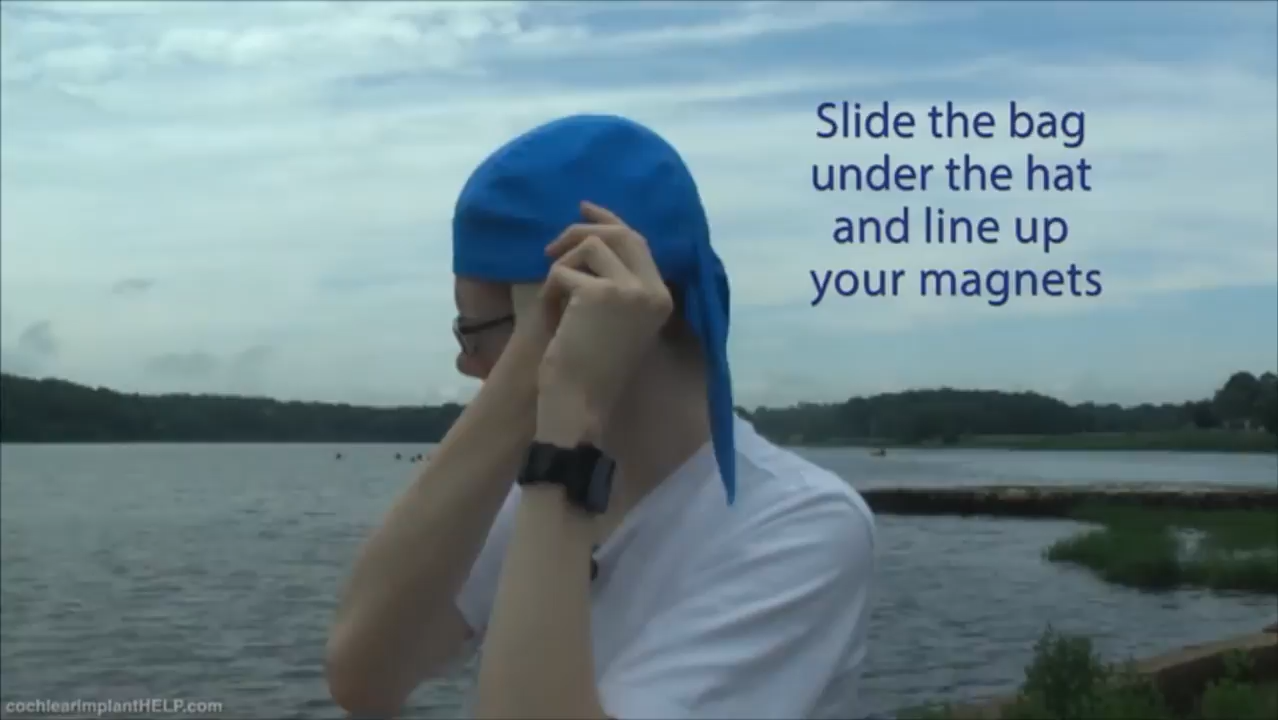 Slide the bag
under the hat
and line up
your magnets
cochlearimplantHELP.com